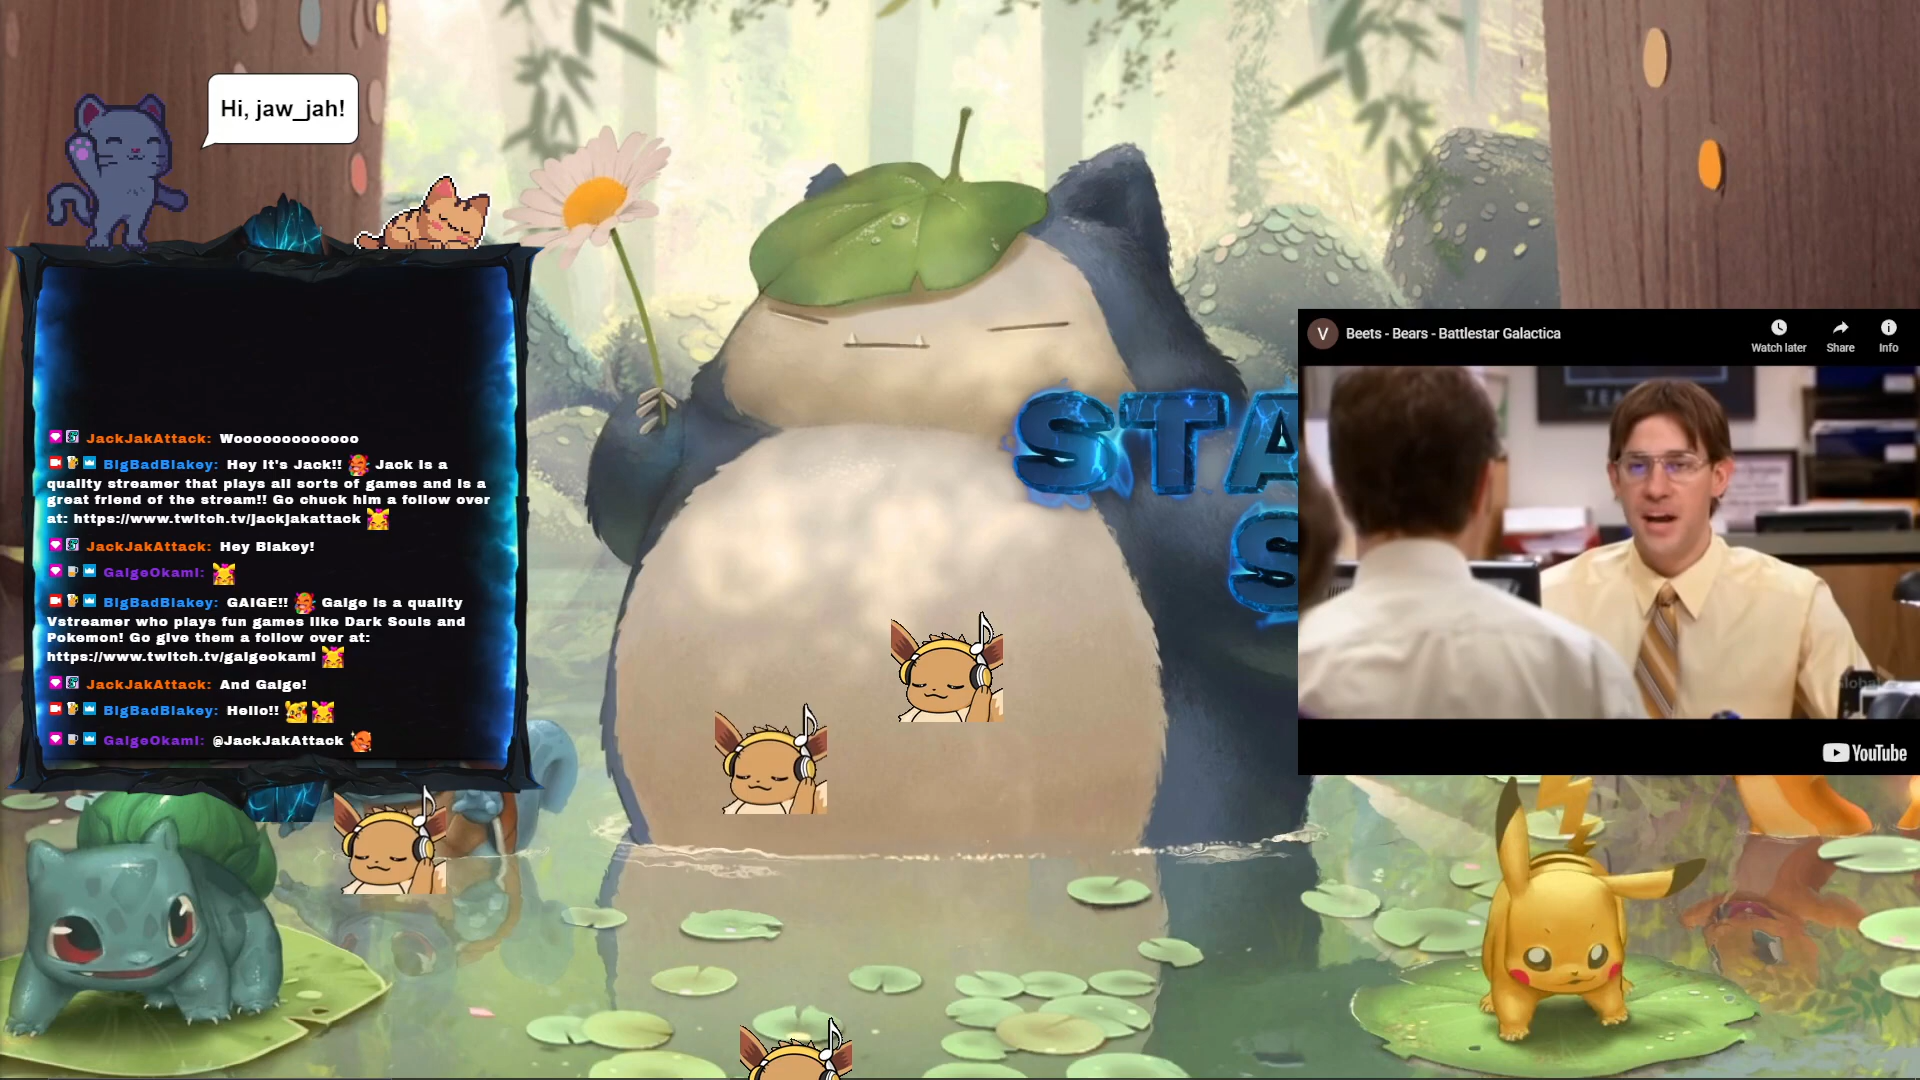 Hi, jaw_jah!
JackJakAttack: Wooooooooooooo
BigBadBlakey: Hey it's Jack!! Jack is a
quality streamer that plays all sorts of games and is a
great friend of the stream!! Go chuck him a follow over
at: https://www.twitch.tv/jackjakattack
JackJakAttack: Hey Blakey!
GaigeOkami:
BigBadBlakey: GAIGE!! Gaige is a quality
Vstreamer who plays fun games like Dark Souls and
Pokemon! Go give them a follow over at:
https://www.twitch.tv/gaigeokami
JackJakAttack: And Gaige!
BigBadBlakey: Hello!!
GaigeOkami: @JackJakAttack
STA
S
V Beets - Bears - Battlestar Galactica
Watch later Share Info
TEA
Global
YouTube